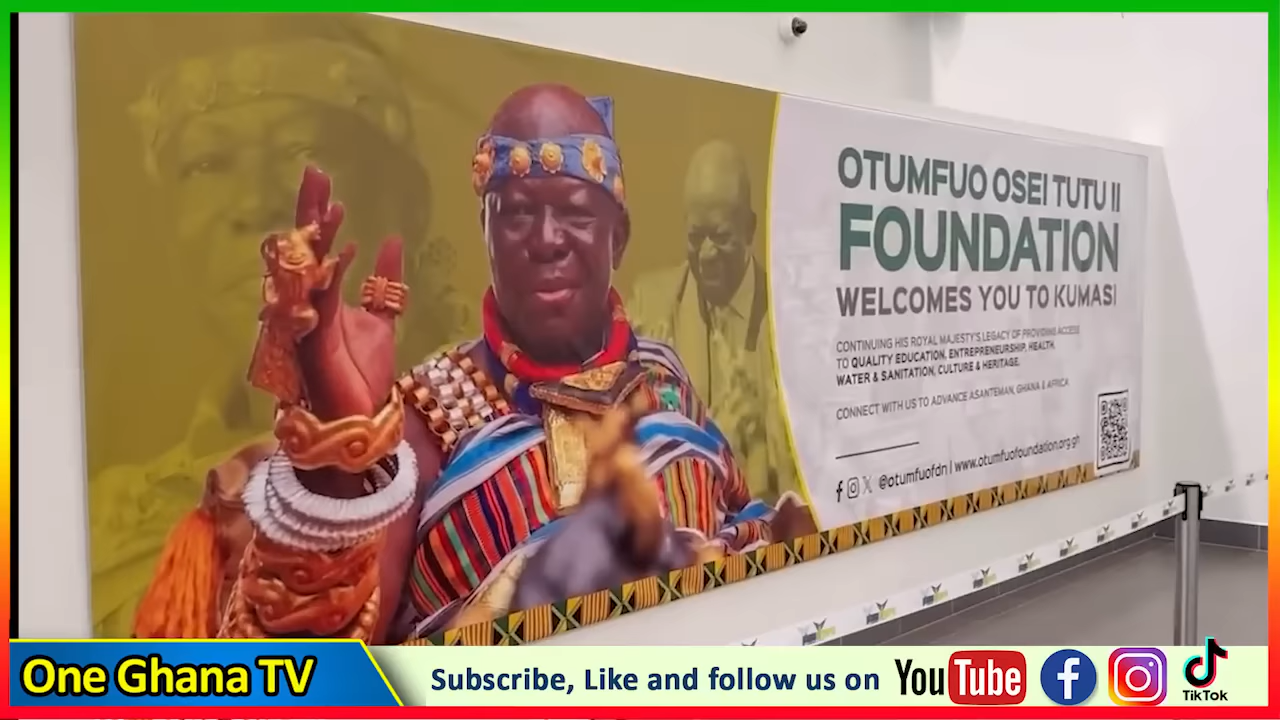 OTUMFUO OSEI TUTU II
FOUNDATION
WELCOMES YOU TO KUMASI
CONTINUING HIS ROYAL MAJESTY'S LEGACY OF PROVIDING ACCESS
TO QUALITY EDUCATION, ENTREPRENEURSHIP, HEALTH,
WATER & SANITATION, CULTURE & HERITAGE.
CONNECT WITH US TO ADVANCE ASANTEMAN, GHANA & AFRICA
@otumfuofdn | www.otumfuofoundation.org.gh
One Ghana TV
Subscribe, Like and follow us on YouTube
TikTok